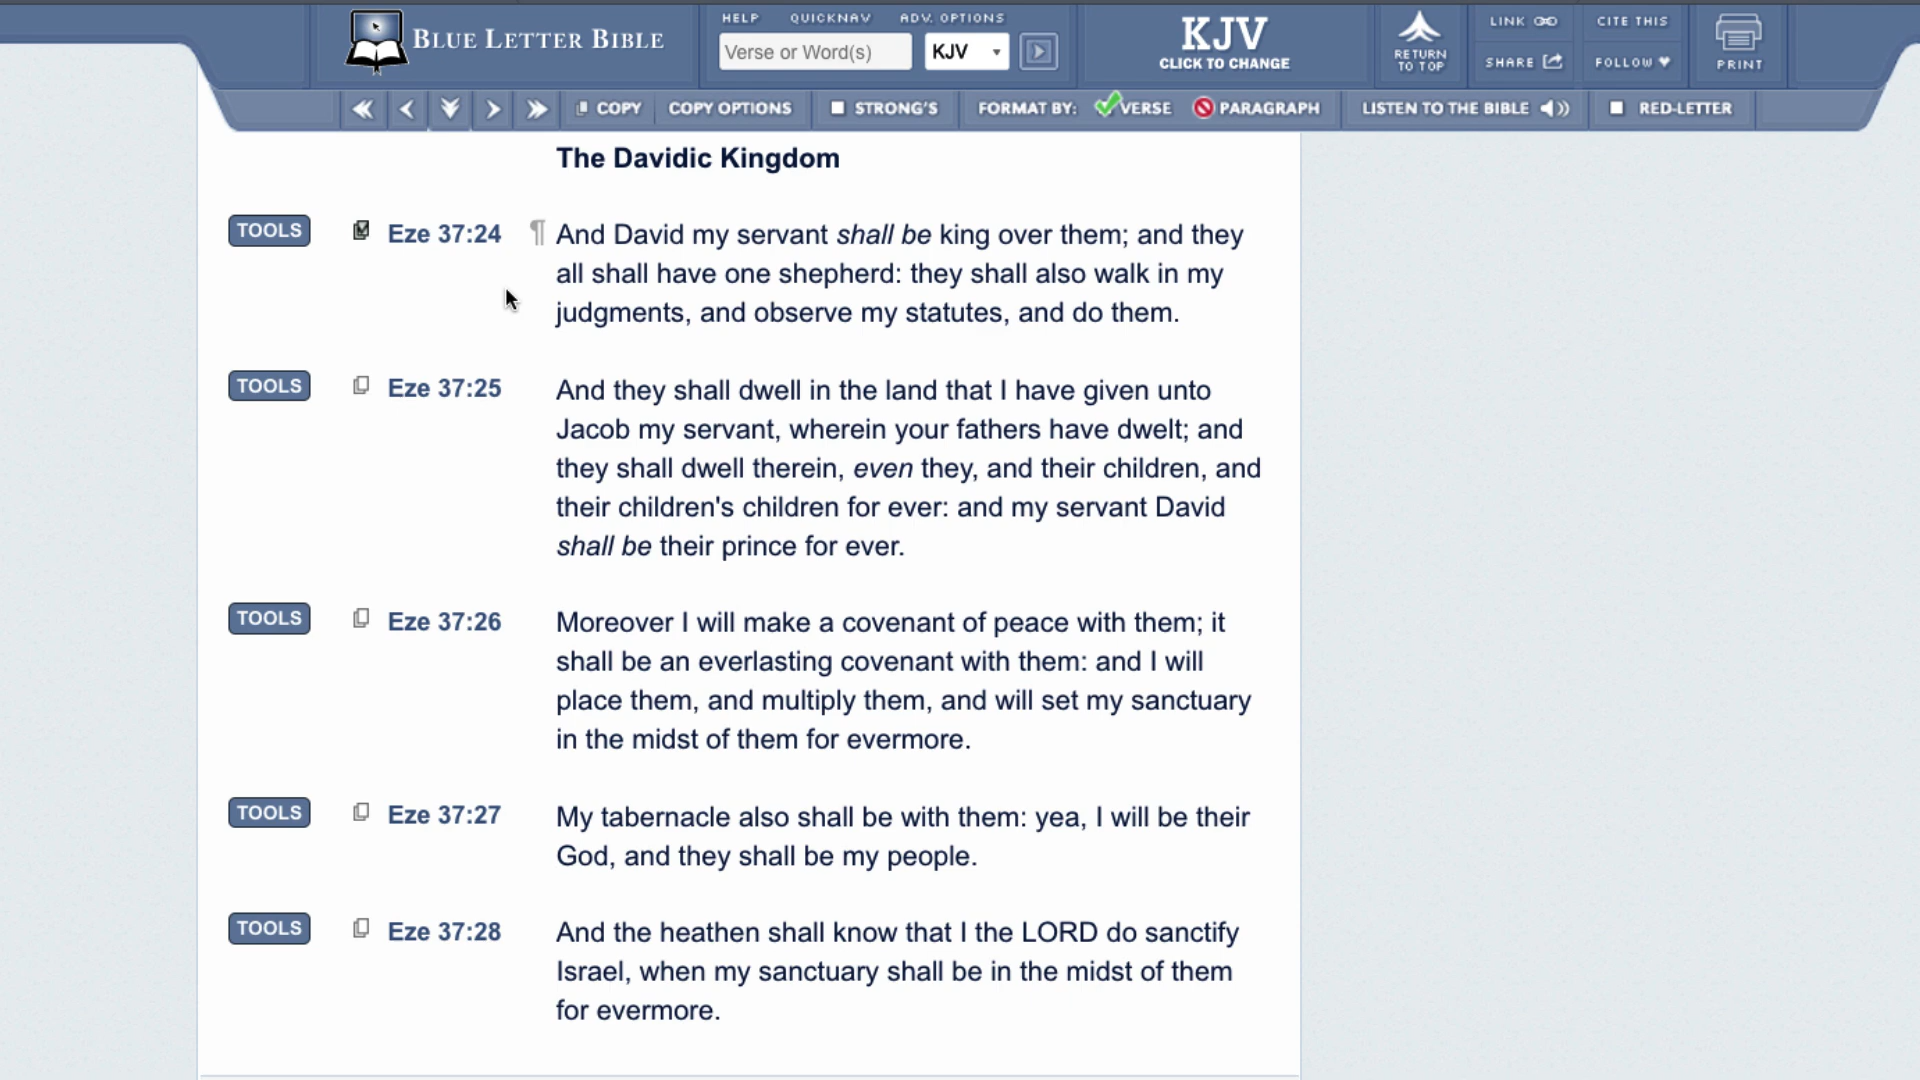 BLUE LETTER BIBLE
HELP QUICKNAV ADV. OPTIONS
Verse or Word(s) KJV
KJV
CLICK TO CHANGE
RETURN
TO TOP
LINK
CITE THIS
SHARE
FOLLOW
PRINT
COPY COPY OPTIONS STRONG'S FORMAT BY: VERSE PARAGRAPH LISTEN TO THE BIBLE RED-LETTER
The Davidic Kingdom
TOOLS Eze 37:24 ¶ And David my servant shall be king over them; and they
all shall have one shepherd: they shall also walk in my
judgments, and observe my statutes, and do them.
TOOLS Eze 37:25 And they shall dwell in the land that I have given unto
Jacob my servant, wherein your fathers have dwelt; and
they shall dwell therein, even they, and their children, and
their children's children for ever: and my servant David
shall be their prince for ever.
TOOLS Eze 37:26 Moreover I will make a covenant of peace with them; it
shall be an everlasting covenant with them: and I will
place them, and multiply them, and will set my sanctuary
in the midst of them for evermore.
TOOLS Eze 37:27 My tabernacle also shall be with them: yea, I will be their
God, and they shall be my people.
TOOLS Eze 37:28 And the heathen shall know that I the LORD do sanctify
Israel, when my sanctuary shall be in the midst of them
for evermore.